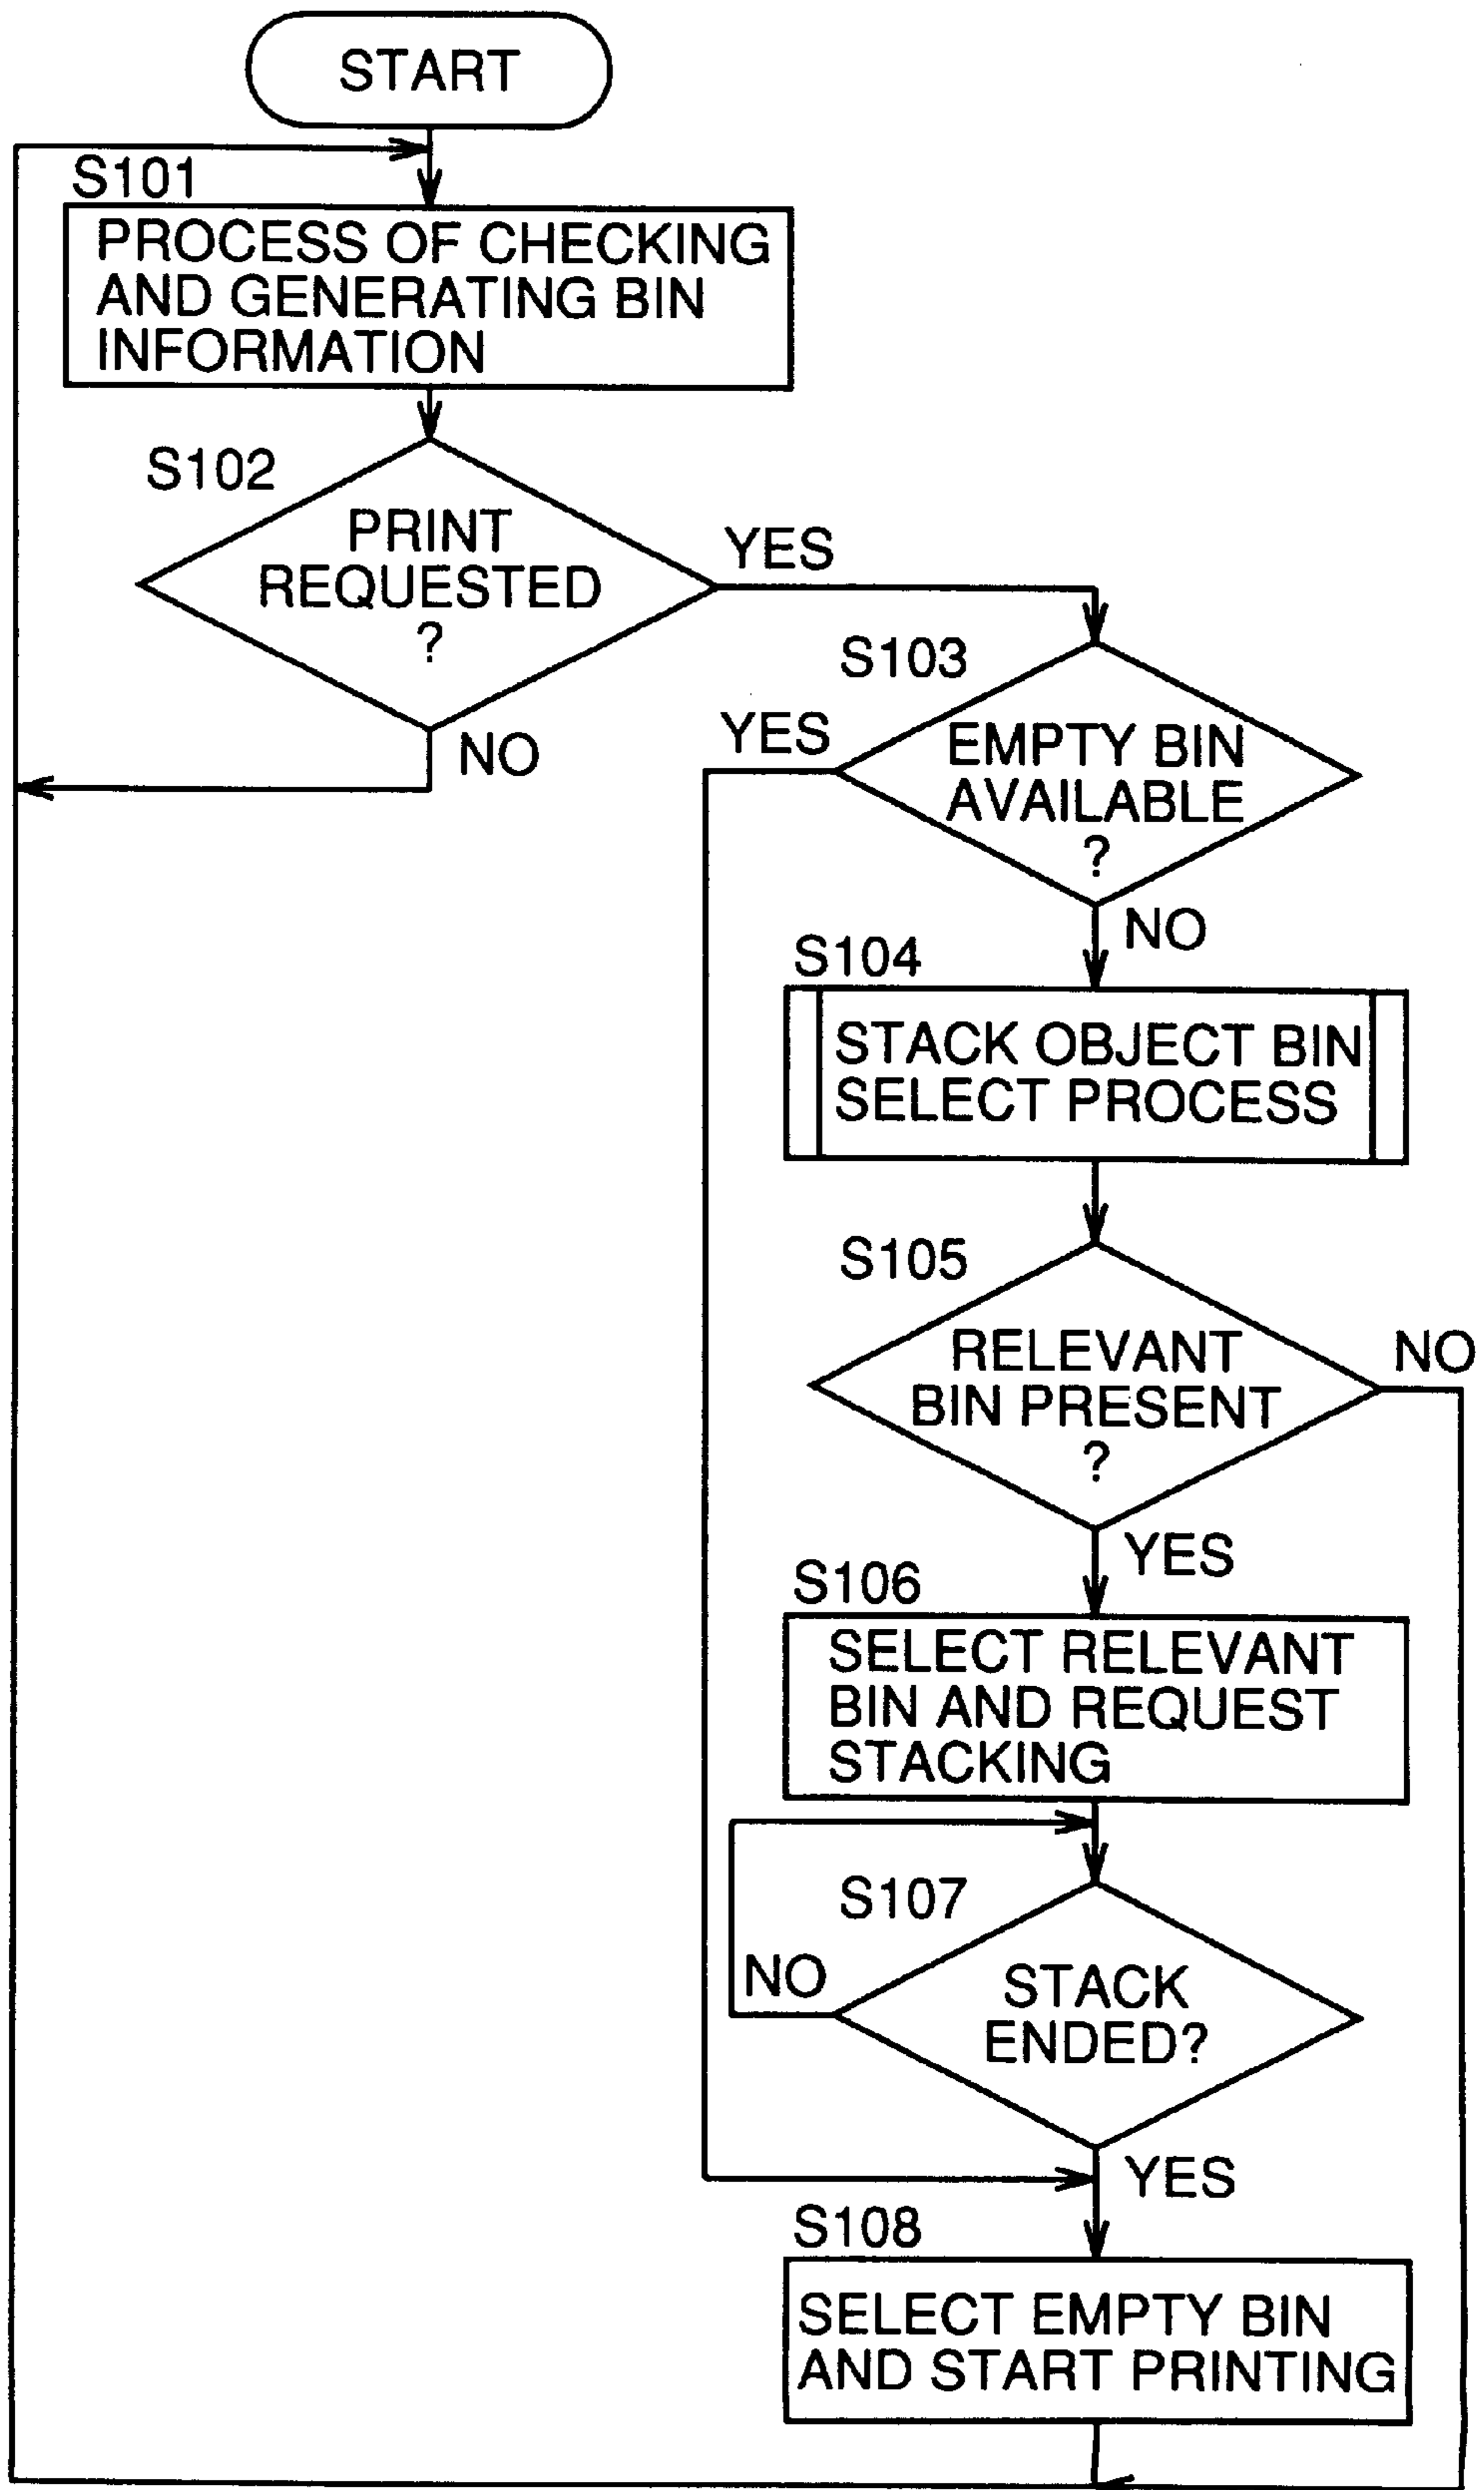 START
S101
PROCESS OF CHECKING
AND GENERATING BIN
INFORMATION
S102
PRINT
REQUESTED
?
YES
NO
S103
YES
EMPTY BIN
AVAILABLE
?
NO
S104
STACK OBJECT BIN
SELECT PROCESS
S105
RELEVANT
BIN PRESENT
?
NO
YES
S106
SELECT RELEVANT
BIN AND REQUEST
STACKING
S107
NO
STACK
ENDED?
YES
S108
SELECT EMPTY BIN
AND START PRINTING